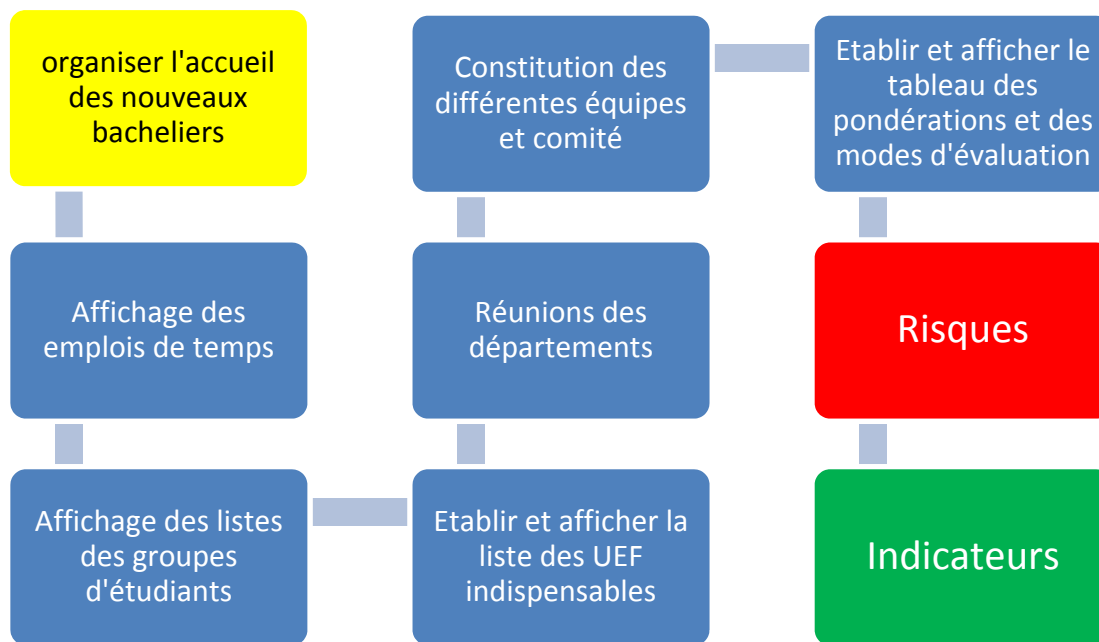 organiser l'accueil
des nouveaux
bacheliers
Affichage des
emplois de temps
Affichage des listes
des groupes
d'étudiants
Etablir et afficher la
liste des UEF
indispensables
Réunions des
départements
Constitution des
différentes équipes
et comité
Etablir et afficher le
tableau des
pondérations et des
modes d'évaluation
Risques
Indicateurs